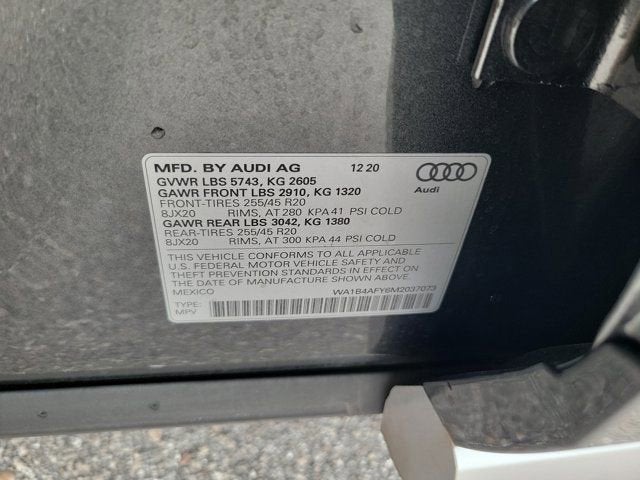 MFD. BY AUDI AG 12 20
GVWR LBS 5743, KG 2605
GAWR FRONT LBS 2910, KG 1320
FRONT-TIRES 255/45 R20
8JX20 RIMS, AT 280 KPA 41 PSI COLD
GAWR REAR LBS 3042, KG 1380
REAR-TIRES 255/45 R20
8JX20 RIMS, AT 300 KPA 44 PSI COLD
Audi
THIS VEHICLE CONFORMS TO ALL APPLICABLE
U.S. FEDERAL MOTOR VEHICLE SAFETY AND
THEFT PREVENTION STANDARDS IN EFFECT ON
THE DATE OF MANUFACTURE SHOWN ABOVE.
MEXICO WA1B4AFY6M2037073
TYPE:
MPV